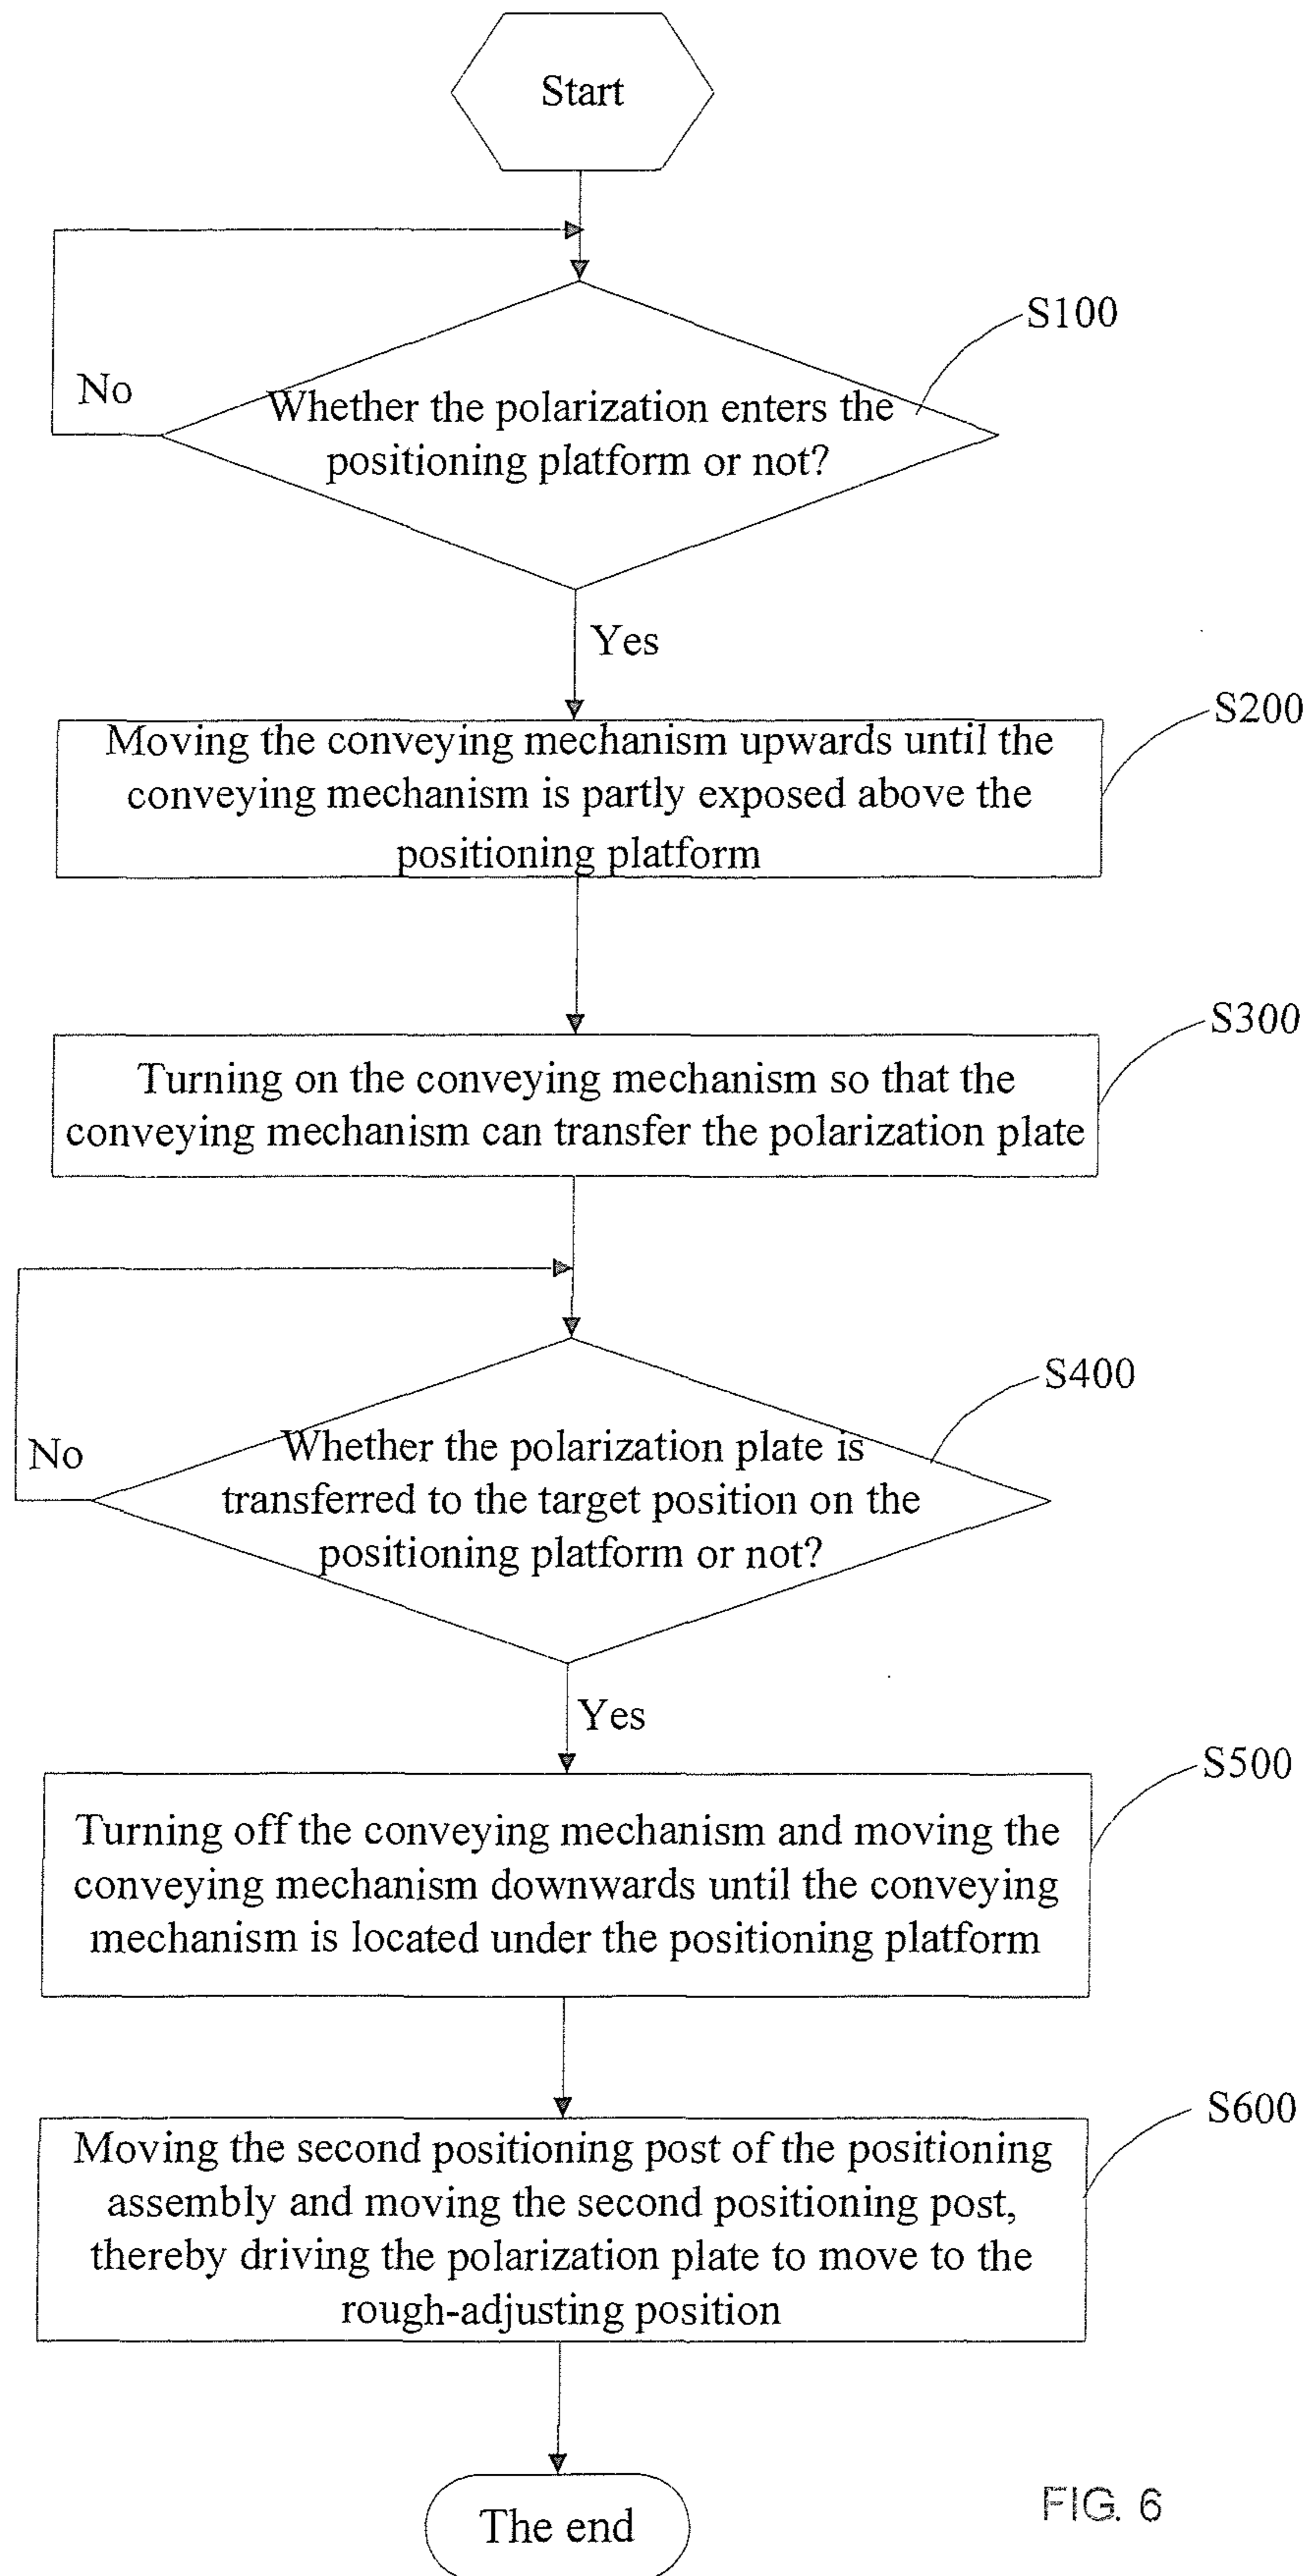 Start
S100
No
Whether the polarization enters the
positioning platform or not?
Yes
S200
Moving the conveying mechanism upwards until the
conveying mechanism is partly exposed above the
positioning platform
S300
Turning on the conveying mechanism so that the
conveying mechanism can transfer the polarization plate
S400
No
Whether the polarization plate is
transferred to the target position on the
positioning platform or not?
Yes
S500
Turning off the conveying mechanism and moving the
conveying mechanism downwards until the conveying
mechanism is located under the positioning platform
S600
Moving the second positioning post of the positioning
assembly and moving the second positioning post,
thereby driving the polarization plate to move to the
rough-adjusting position
The end
FIG. 6